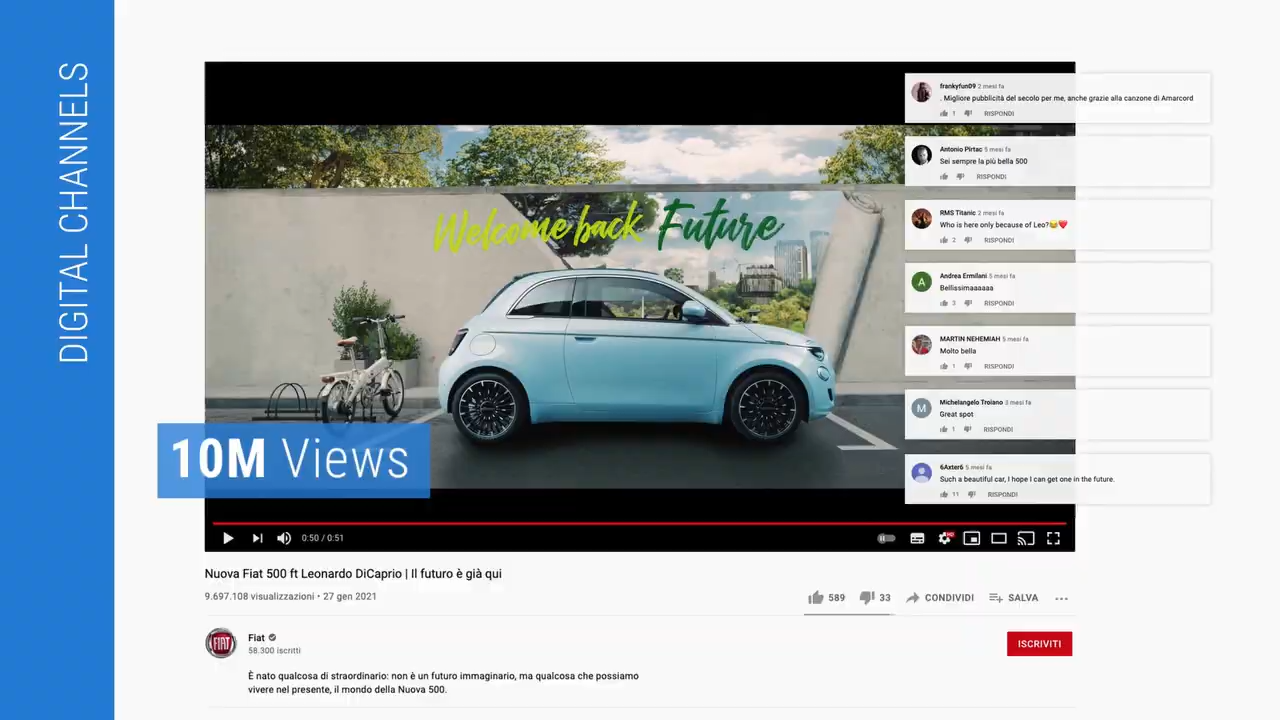 DIGITAL CHANNELS
Welcome back Future
frankyfun09 2 mesi fa
. Migliore pubblicità del secolo per me, anche grazie alla canzone di Amarcord
1 RISPONDI
Antonio Pirtac 5 mesi fa
Sei sempre la più bella 500
RISPONDI
RMS Titanic 2 mesi fa
Who is here only because of Leo?😂❤️
2 RISPONDI
A
Andrea Ermilani 5 mesi fa
Bellissimaaaaaa
3 RISPONDI
MARTIN NEHEMIAH 5 mesi fa
Molto bella
1 RISPONDI
M
Michelangelo Troiano 3 mesi fa
Great spot
1 RISPONDI
6Axter6 5 mesi fa
Such a beautiful car, I hope I can get one in the future.
11 RISPONDI
10M Views
0:50 / 0:51
HD
Nuova Fiat 500 ft Leonardo DiCaprio | Il futuro è già qui
9.697.108 visualizzazioni • 27 gen 2021
589 33 CONDIVIDI SALVA
FIAT
Fiat
58.300 iscritti
ISCRIVITI
È nato qualcosa di straordinario: non è un futuro immaginario, ma qualcosa che possiamo
vivere nel presente, il mondo della Nuova 500.